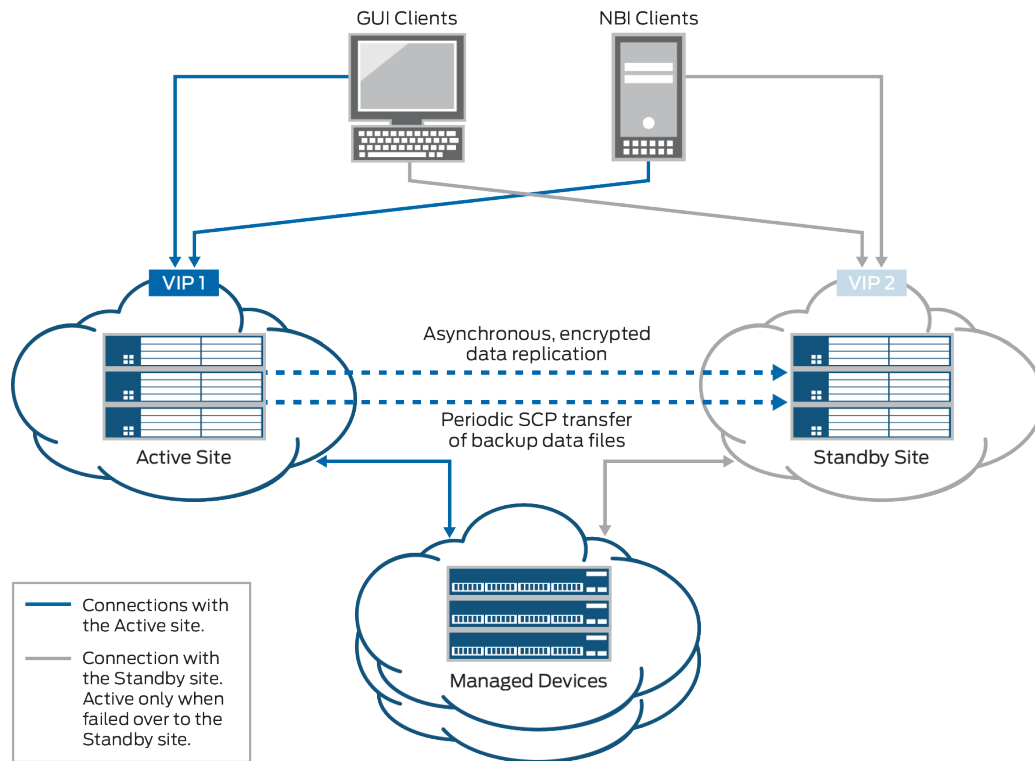 GUI Clients
NBI Clients
VIP 1
VIP 2
Asynchronous, encrypted
data replication
Periodic SCP transfer
of backup data files
Active Site
Standby Site
Managed Devices
Connections with
the Active site.
Connection with
the Standby site.
Active only when
failed over to the
Standby site.